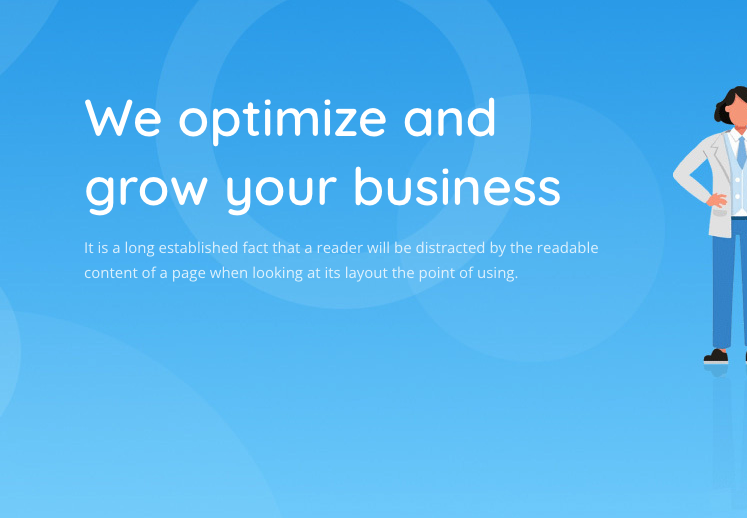 We optimize and
grow your business
It is a long established fact that a reader will be distracted by the readable
content of a page when looking at its layout the point of using.